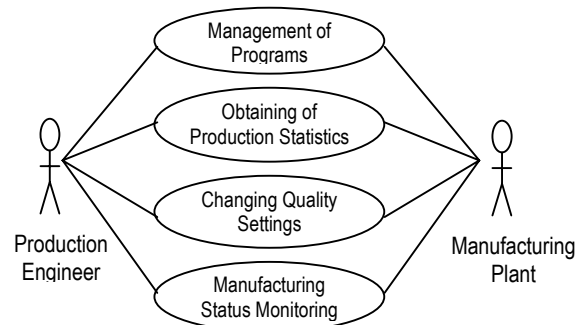 Management of
Programs
Obtaining of
Production Statistics
Changing Quality
Settings
Production
Engineer
Manufacturing
Plant
Manufacturing
Status Monitoring